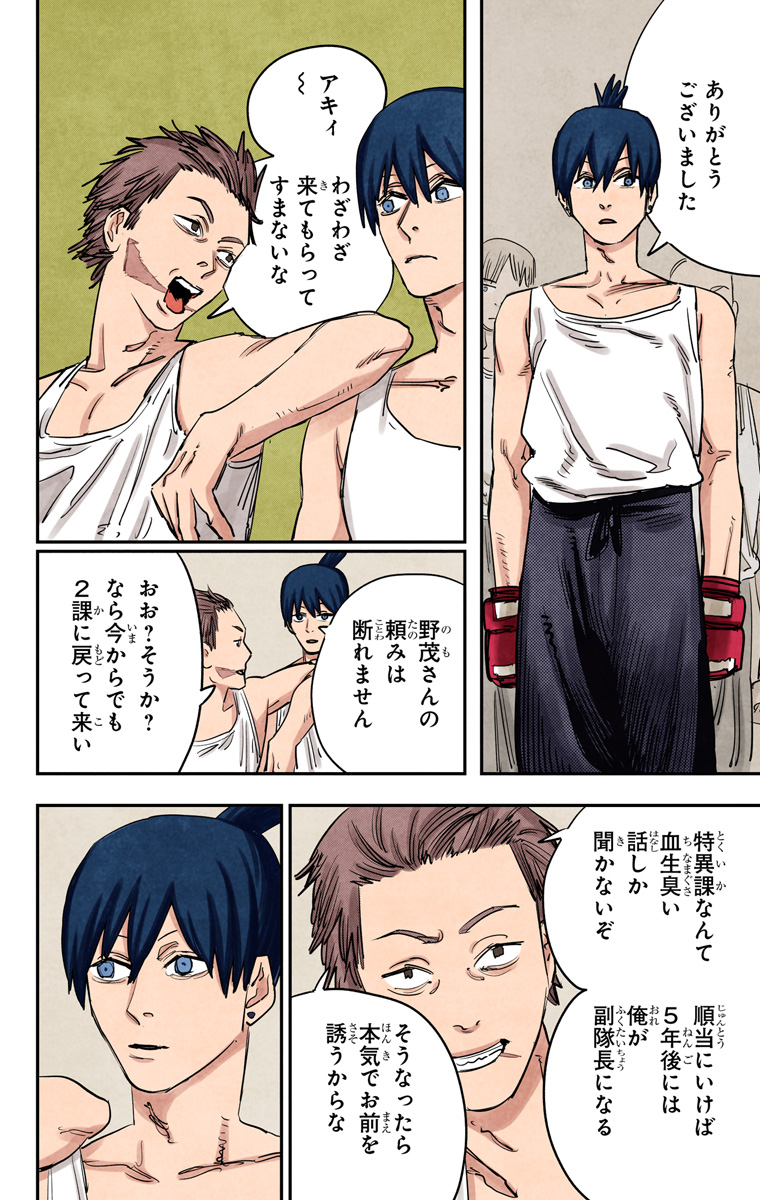 ありがとう
ございました
アキィ
〜
わざわざ
来てもらって
すまないな
野茂さんの
頼みは
断れません
おお?そうか?
なら今からでも
2課に戻って来い
特異課なんて
血生臭い
話しか
聞かないぞ
順当にいけば
5年後には
俺が
副隊長になる
そうなったら
本気でお前を
誘うからな